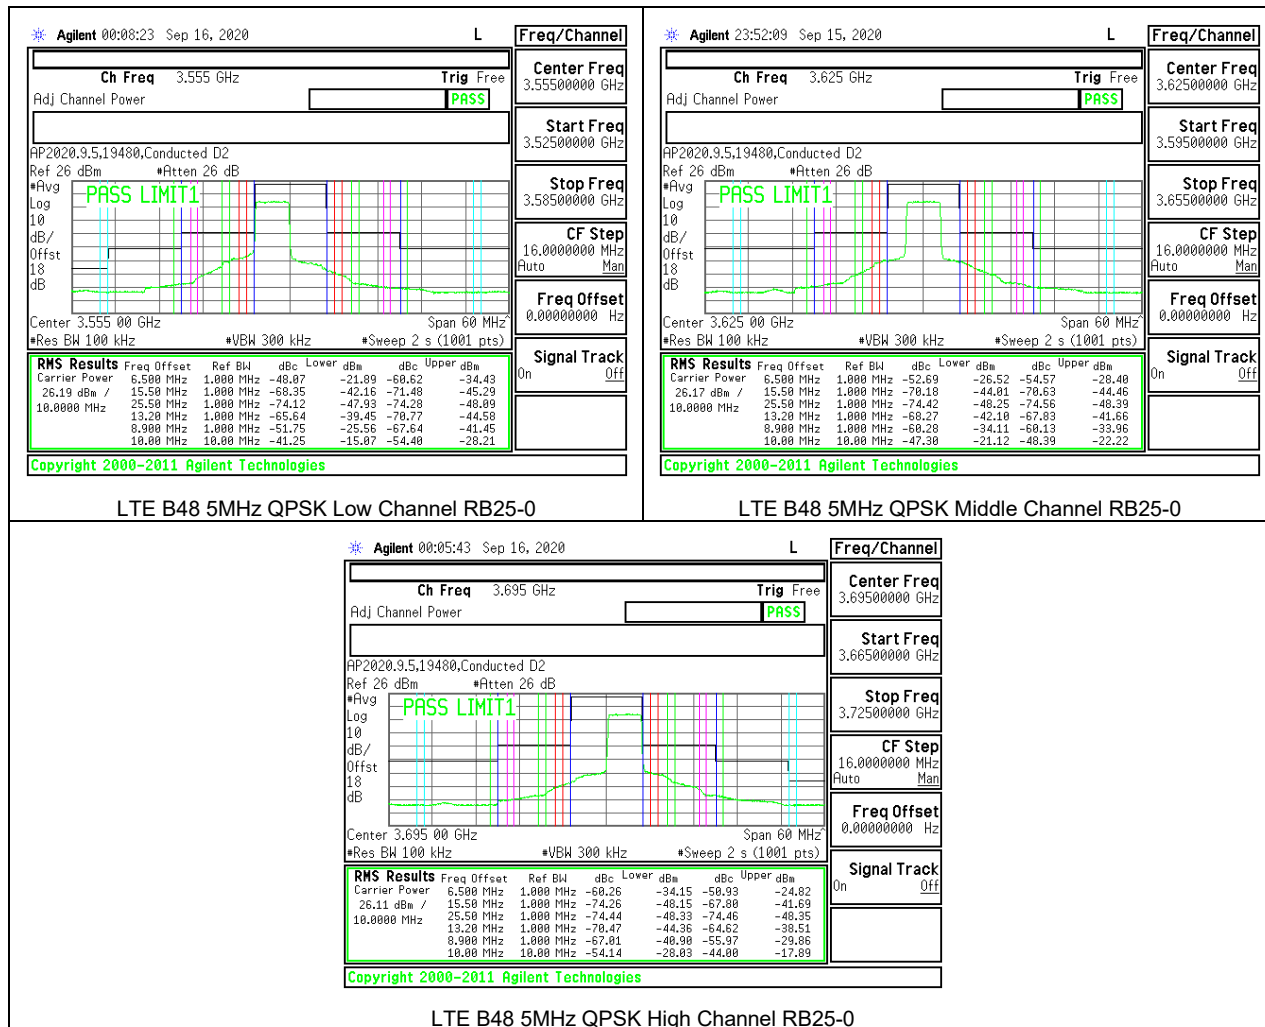 Agilent 00:08:23 Sep 16, 2020 L
Freq/Channel
Ch Freq 3.555 GHz Trig Free
Adj Channel Power PASS
AP2020.9.5,19480,Conducted D2
Ref 26 dBm #Atten 26 dB
#Avg
Log
10
dB/
Offst
18
dB
PASS LIMIT1
Center 3.555 00 GHz Span 60 MHz^
#Res BW 100 kHz #VBW 300 kHz #Sweep 2 s (1001 pts)
RMS Results Freq Offset Ref BW dBc Lower dBm dBc Upper dBm
Carrier Power 6.500 MHz 1.000 MHz -48.07 -21.89 -60.62 -34.43
26.19 dBm / 15.50 MHz 1.000 MHz -68.35 -42.16 -71.48 -45.29
10.0000 MHz 25.50 MHz 1.000 MHz -74.12 -47.93 -74.28 -48.09
13.20 MHz 1.000 MHz -65.64 -39.45 -70.77 -44.58
8.900 MHz 1.000 MHz -51.75 -25.56 -67.64 -41.45
10.00 MHz 10.00 MHz -41.25 -15.07 -54.40 -28.21
Copyright 2000-2011 Agilent Technologies
Center Freq
3.55500000 GHz
Start Freq
3.52500000 GHz
Stop Freq
3.58500000 GHz
CF Step
16.0000000 MHz
Auto Man
Freq Offset
0.00000000 Hz
Signal Track
On Off
LTE B48 5MHz QPSK Low Channel RB25-0
Agilent 23:52:09 Sep 15, 2020 L
Freq/Channel
Ch Freq 3.625 GHz Trig Free
Adj Channel Power PASS
AP2020.9.5,19480,Conducted D2
Ref 26 dBm #Atten 26 dB
#Avg
Log
10
dB/
Offst
18
dB
PASS LIMIT1
Center 3.625 00 GHz Span 60 MHz^
#Res BW 100 kHz #VBW 300 kHz #Sweep 2 s (1001 pts)
RMS Results Freq Offset Ref BW dBc Lower dBm dBc Upper dBm
Carrier Power 6.500 MHz 1.000 MHz -52.69 -26.52 -54.57 -28.40
26.17 dBm / 15.50 MHz 1.000 MHz -70.18 -44.01 -70.63 -44.46
10.0000 MHz 25.50 MHz 1.000 MHz -74.42 -48.25 -74.56 -48.39
13.20 MHz 1.000 MHz -68.27 -42.10 -67.83 -41.66
8.900 MHz 1.000 MHz -60.28 -34.11 -60.13 -33.96
10.00 MHz 10.00 MHz -47.30 -21.12 -48.39 -22.22
Copyright 2000-2011 Agilent Technologies
Center Freq
3.62500000 GHz
Start Freq
3.59500000 GHz
Stop Freq
3.65500000 GHz
CF Step
16.0000000 MHz
Auto Man
Freq Offset
0.00000000 Hz
Signal Track
On Off
LTE B48 5MHz QPSK Middle Channel RB25-0
Agilent 00:05:43 Sep 16, 2020 L
Freq/Channel
Ch Freq 3.695 GHz Trig Free
Adj Channel Power PASS
AP2020.9.5,19480,Conducted D2
Ref 26 dBm #Atten 26 dB
#Avg
Log
10
dB/
Offst
18
dB
PASS LIMIT1
Center 3.695 00 GHz Span 60 MHz^
#Res BW 100 kHz #VBW 300 kHz #Sweep 2 s (1001 pts)
RMS Results Freq Offset Ref BW dBc Lower dBm dBc Upper dBm
Carrier Power 6.500 MHz 1.000 MHz -60.26 -34.15 -50.93 -24.82
26.11 dBm / 15.50 MHz 1.000 MHz -74.26 -48.15 -67.80 -41.69
10.0000 MHz 25.50 MHz 1.000 MHz -74.44 -48.33 -74.46 -48.35
13.20 MHz 1.000 MHz -70.47 -44.36 -64.62 -38.51
8.900 MHz 1.000 MHz -67.01 -40.90 -55.97 -29.86
10.00 MHz 10.00 MHz -54.14 -28.03 -44.00 -17.89
Copyright 2000-2011 Agilent Technologies
Center Freq
3.69500000 GHz
Start Freq
3.66500000 GHz
Stop Freq
3.72500000 GHz
CF Step
16.0000000 MHz
Auto Man
Freq Offset
0.00000000 Hz
Signal Track
On Off
LTE B48 5MHz QPSK High Channel RB25-0